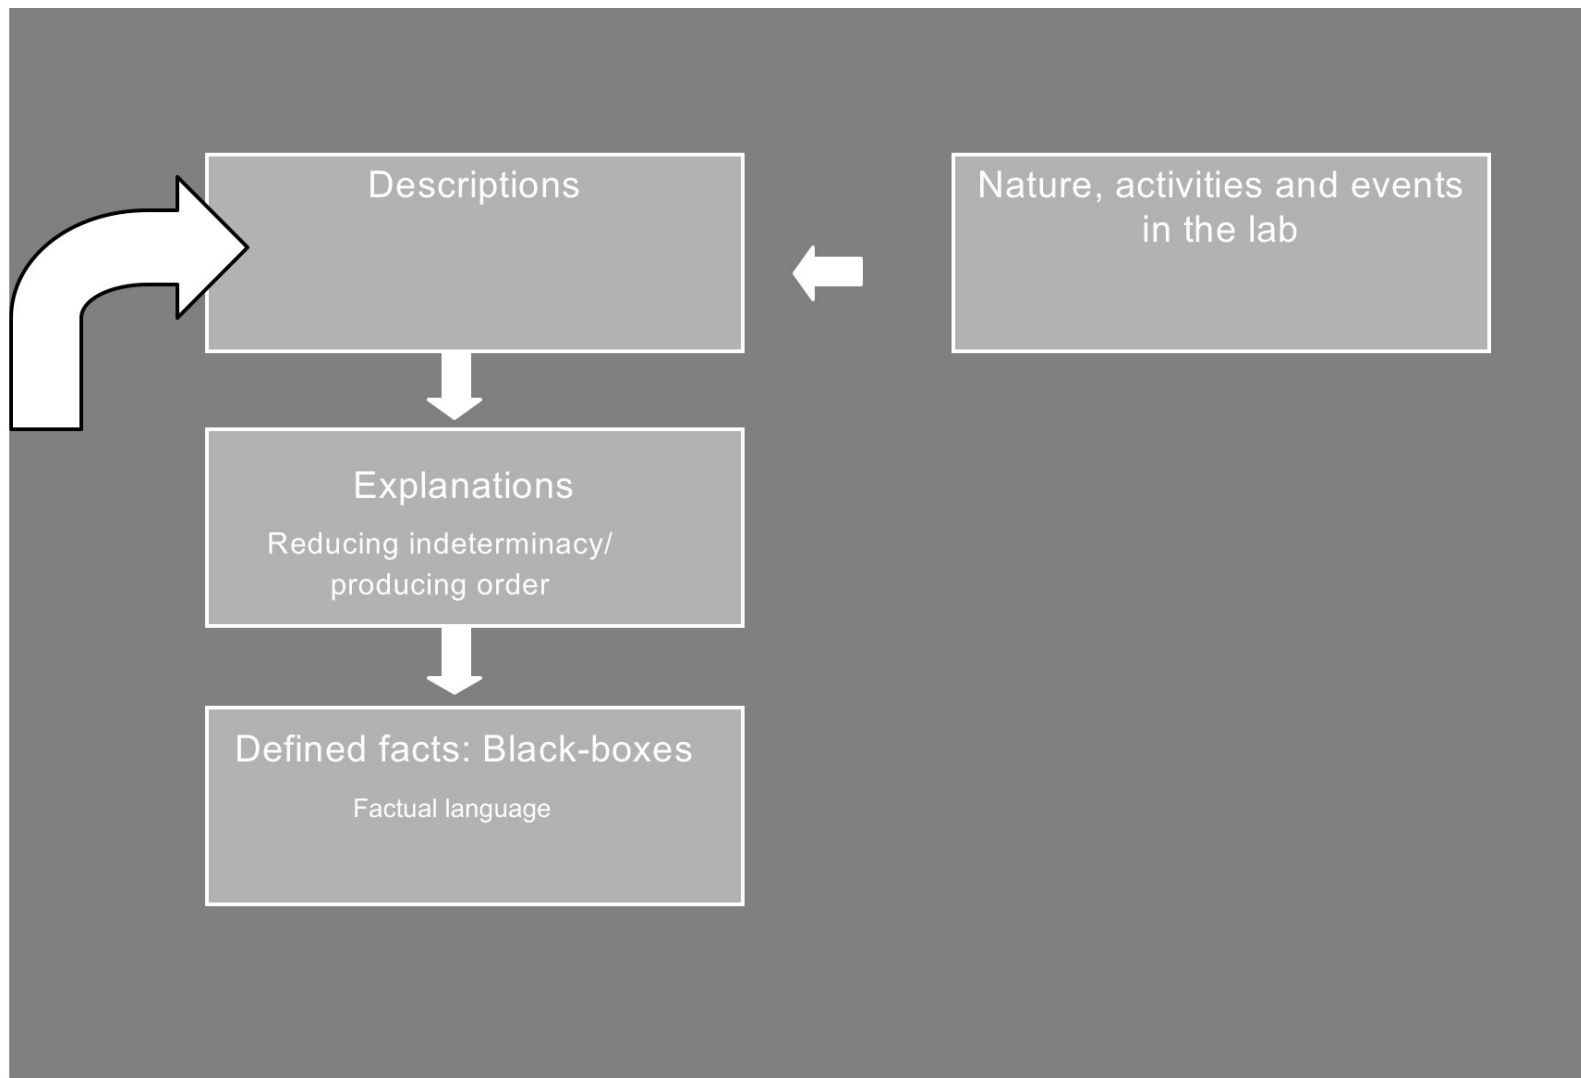 Descriptions
Nature, activities and events
in the lab
Explanations
Reducing indeterminacy/
producing order
Defined facts: Black-boxes
Factual language